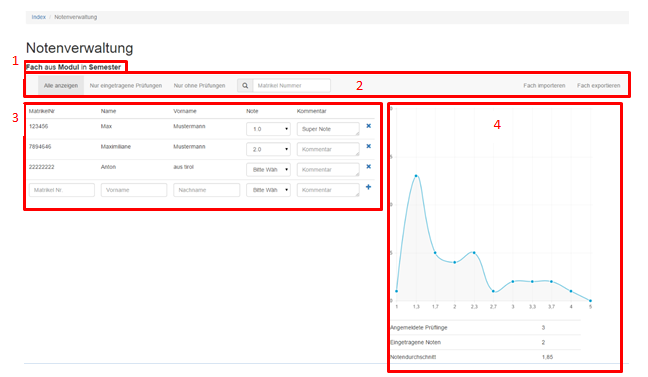 Index / Notenverwaltung
Notenverwaltung
1
Fach aus Modul in Semester
Alle anzeigen Nur eingetragene Prüfungen Nur ohne Prüfungen Matrikel-Nummer 2 Fach importieren Fach exportieren
3
MatrikelNr Name Vorname Note Kommentar
123456 Max Mustermann 1.0 Super Note
7894646 Maximiliane Mustermann 2.0 Kommentar
22222222 Anton aus tirol Bitte Wäh Kommentar
Matrikel Nr Vorname Nachname Bitte Wäh Kommentar
4
1 1,3 1,7 2 2,3 2,7 3 3,3 3,7 4 5
Angemeldete Prüflinge 3
Eingetragene Noten 2
Notendurchschnitt 1,65